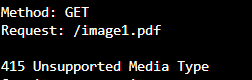 Method: GET
Request: /image1.pdf
415 Unsupported Media Type